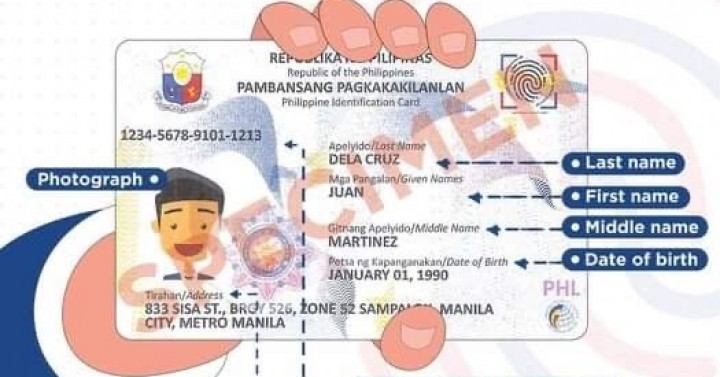 REPUBLIKA NG PILIPINAS
Republic of the Philippines
PAMBANSANG PAGKAKAKILANLAN
Philippine Identification Card
1234-5678-9101-1213
Apelyido/Last Name
DELA CRUZ
Last name
Photograph
Mga Pangalan/Given Names
JUAN
First name
Gitnang Apelyido/Middle Name
MARTINEZ
Middle name
Petsa ng Kapanganakan/Date of Birth
JANUARY 01, 1990
Date of birth
SPECIMEN
PHL
Tirahan/Address
833 SISA ST., BRGY 526, ZONE 52 SAMPALOK, MANILA
CITY, METRO MANILA